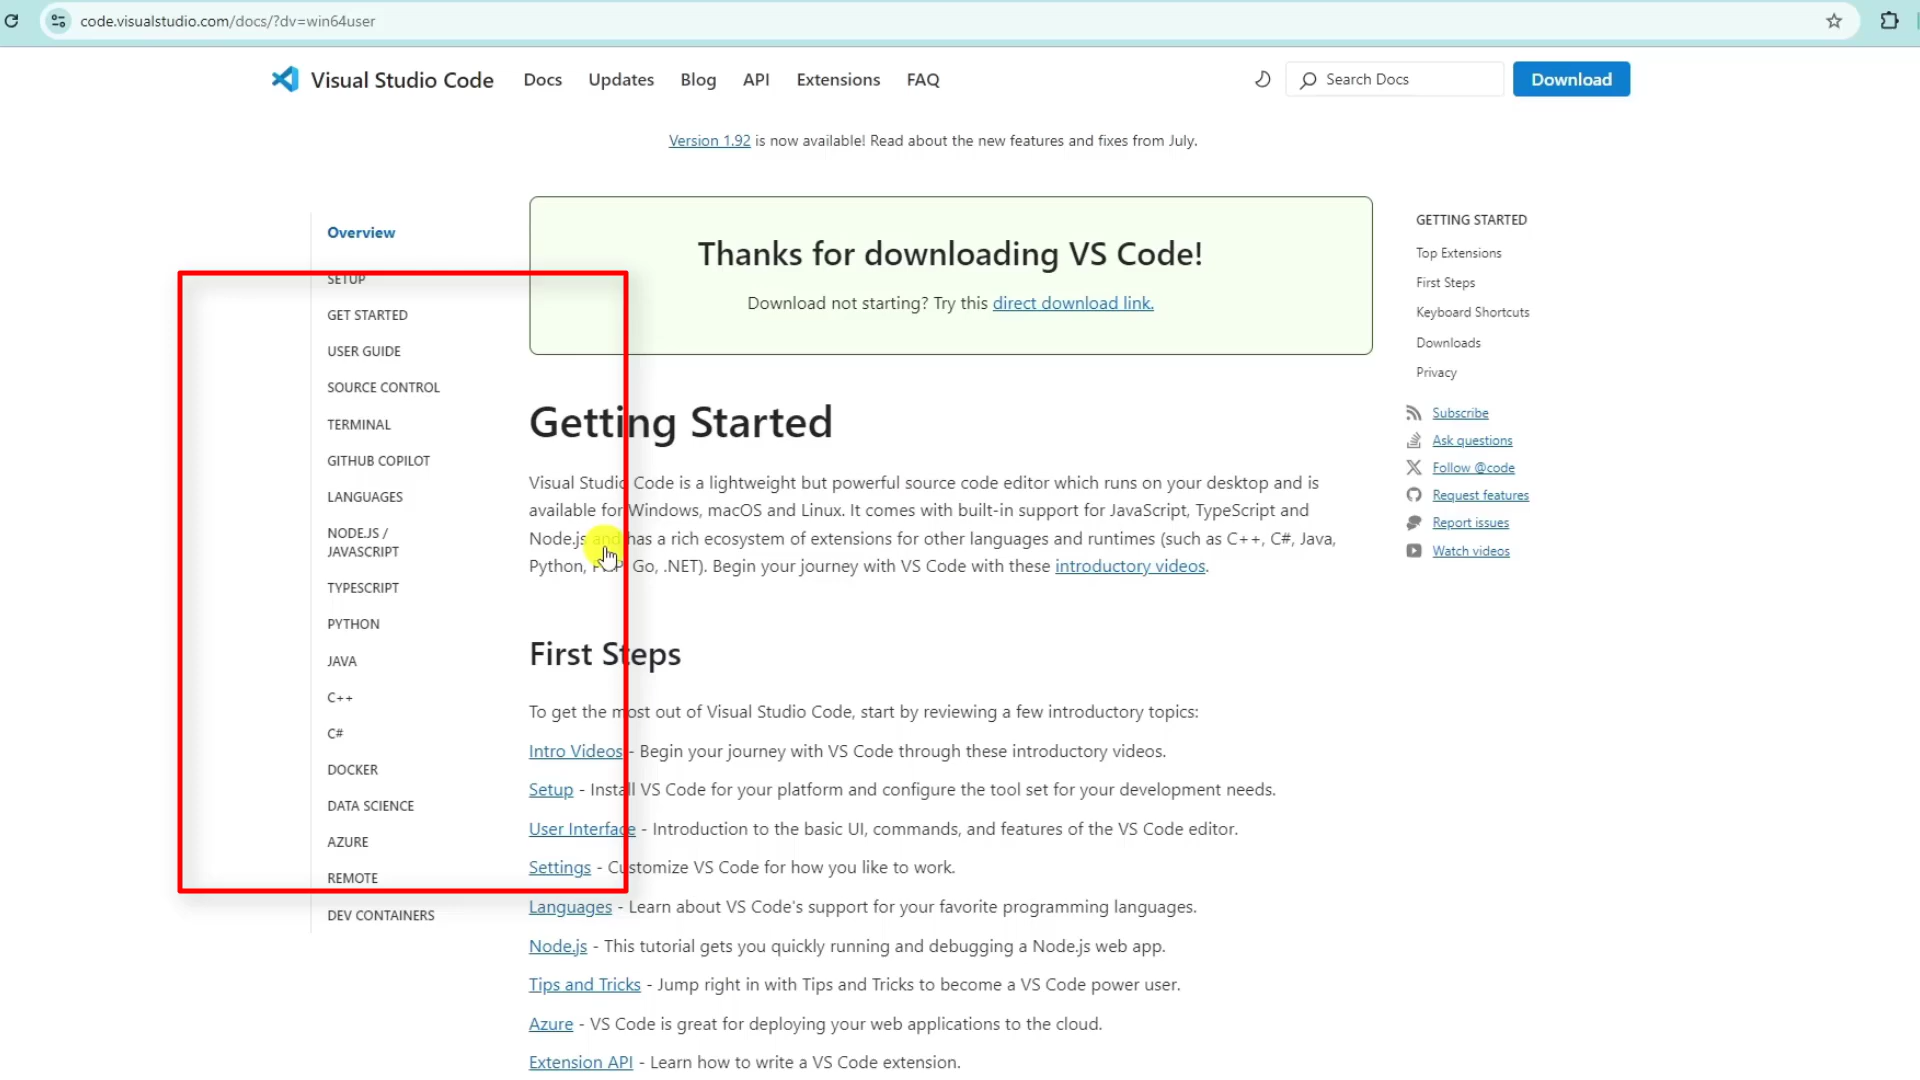 code.visualstudio.com/docs/?dv=win64user
Visual Studio Code Docs Updates Blog API Extensions FAQ Search Docs Download
Version 1.92 is now available! Read about the new features and fixes from July.
Overview
SETUP
GET STARTED
USER GUIDE
SOURCE CONTROL
TERMINAL
GITHUB COPILOT
LANGUAGES
NODE.JS /
JAVASCRIPT
TYPESCRIPT
PYTHON
JAVA
C++
C#
DOCKER
DATA SCIENCE
AZURE
REMOTE
DEV CONTAINERS
Thanks for downloading VS Code!
Download not starting? Try this direct download link.
Getting Started
Visual Studio Code is a lightweight but powerful source code editor which runs on your desktop and is
available for Windows, macOS and Linux. It comes with built-in support for JavaScript, TypeScript and
Node.js and has a rich ecosystem of extensions for other languages and runtimes (such as C++, C#, Java,
Python, Go, .NET). Begin your journey with VS Code with these introductory videos.
First Steps
To get the most out of Visual Studio Code, start by reviewing a few introductory topics:
Intro Videos - Begin your journey with VS Code through these introductory videos.
Setup - Install VS Code for your platform and configure the tool set for your development needs.
User Interface - Introduction to the basic UI, commands, and features of the VS Code editor.
Settings - Customize VS Code for how you like to work.
Languages - Learn about VS Code's support for your favorite programming languages.
Node.js - This tutorial gets you quickly running and debugging a Node.js web app.
Tips and Tricks - Jump right in with Tips and Tricks to become a VS Code power user.
Azure - VS Code is great for deploying your web applications to the cloud.
Extension API - Learn how to write a VS Code extension.
GETTING STARTED
Top Extensions
First Steps
Keyboard Shortcuts
Downloads
Privacy
Subscribe
Ask questions
Follow @code
Request features
Report issues
Watch videos